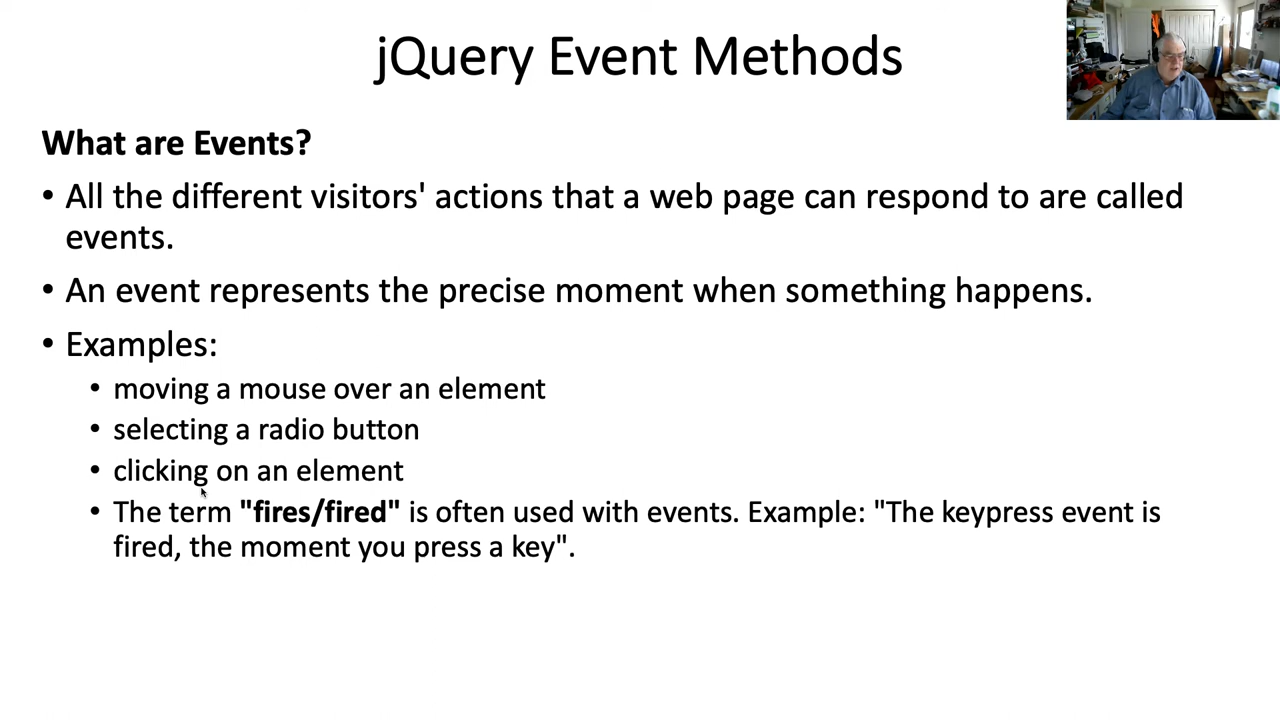 jQuery Event Methods
What are Events?
• All the different visitors' actions that a web page can respond to are called
events.
• An event represents the precise moment when something happens.
• Examples:
• moving a mouse over an element
• selecting a radio button
• clicking on an element
• The term "fires/fired" is often used with events. Example: "The keypress event is
fired, the moment you press a key".